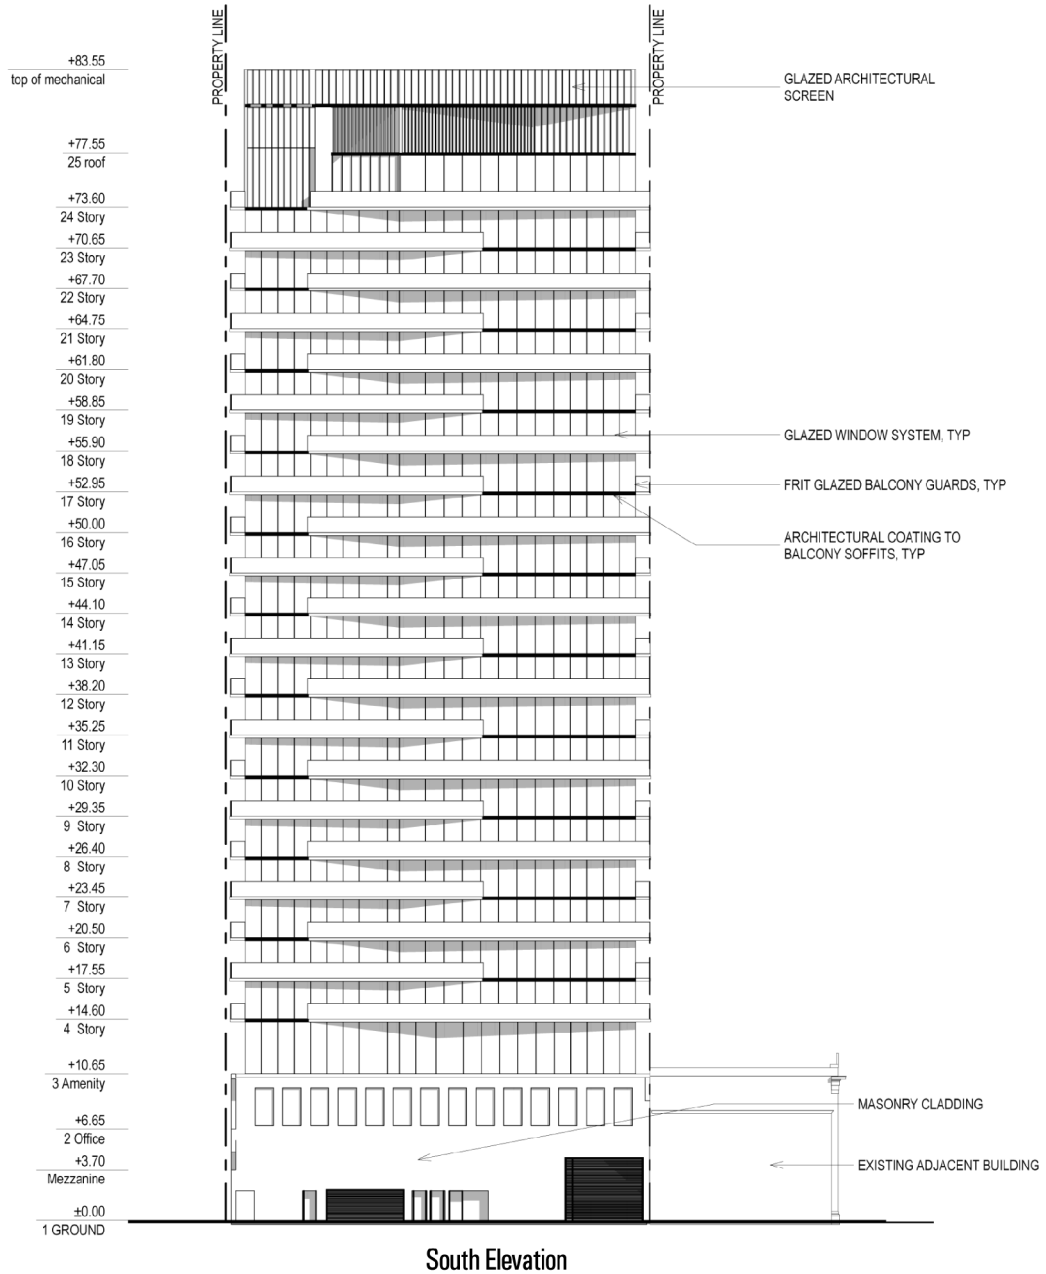 PROPERTY LINE
PROPERTY LINE
+83.55
top of mechanical
GLAZED ARCHITECTURAL
SCREEN
+77.55
25 roof
+73.60
24 Story
+70.65
23 Story
+67.70
22 Story
+64.75
21 Story
+61.80
20 Story
+58.85
19 Story
+55.90
18 Story
GLAZED WINDOW SYSTEM, TYP
+52.95
17 Story
FRIT GLAZED BALCONY GUARDS, TYP
+50.00
16 Story
ARCHITECTURAL COATING TO
BALCONY SOFFITS, TYP
+47.05
15 Story
+44.10
14 Story
+41.15
13 Story
+38.20
12 Story
+35.25
11 Story
+32.30
10 Story
+29.35
9 Story
+26.40
8 Story
+23.45
7 Story
+20.50
6 Story
+17.55
5 Story
+14.60
4 Story
+10.65
3 Amenity
MASONRY CLADDING
+6.65
2 Office
+3.70
Mezzanine
EXISTING ADJACENT BUILDING
±0.00
1 GROUND
South Elevation